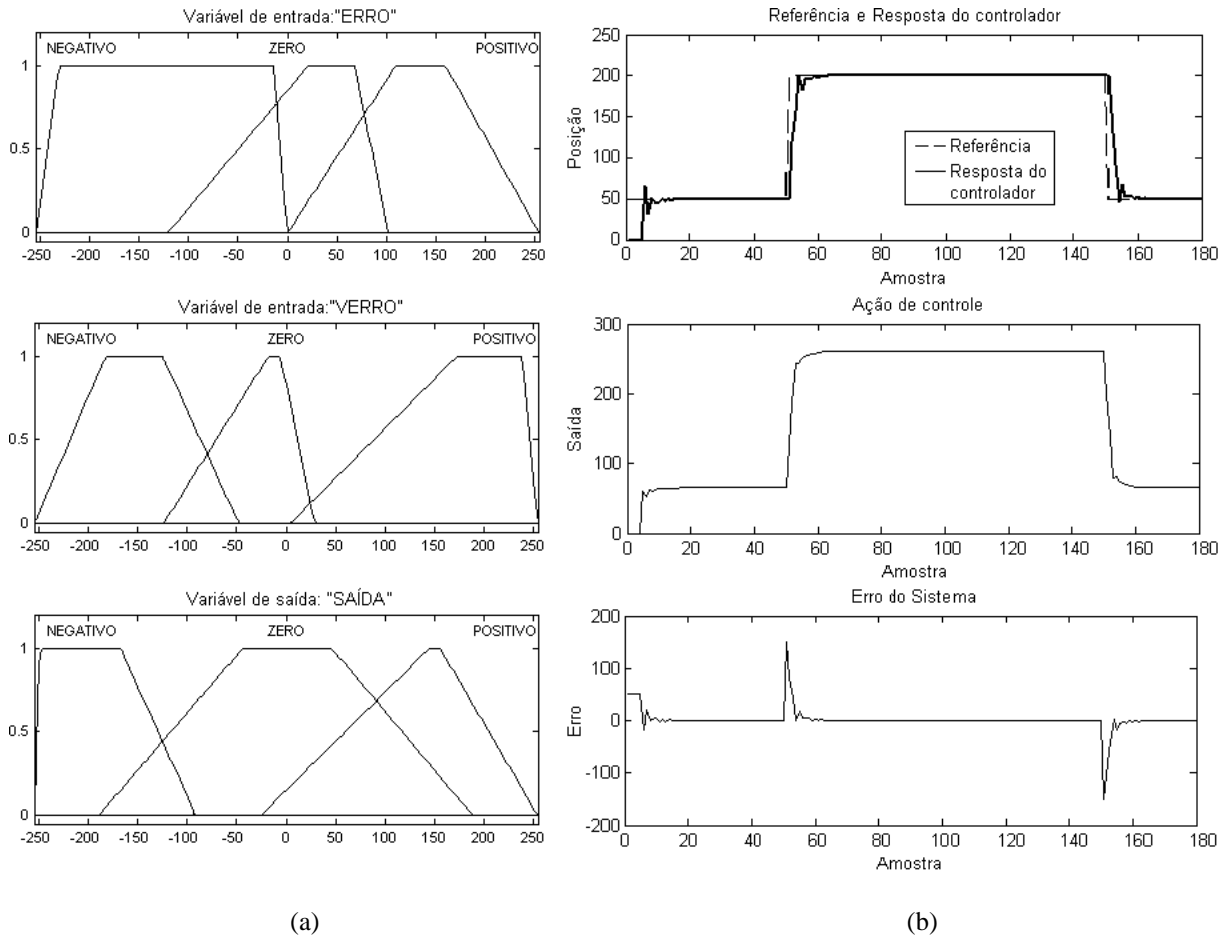 Variável de entrada:"ERRO"
NEGATIVO ZERO POSITIVO
1
0.5
0
-250 -200 -150 -100 -50 0 50 100 150 200 250
Variável de entrada:"VERRO"
NEGATIVO ZERO POSITIVO
1
0.5
0
-250 -200 -150 -100 -50 0 50 100 150 200 250
Variável de saída: "SAÍDA"
NEGATIVO ZERO POSITIVO
1
0.5
0
-250 -200 -150 -100 -50 0 50 100 150 200 250
(a)
Referência e Resposta do controlador
250
200
150
100
50
0
Posição
Referência
Resposta do
controlador
0 20 40 60 80 100 120 140 160 180
Amostra
Ação de controle
300
200
100
0
Saída
0 20 40 60 80 100 120 140 160 180
Amostra
Erro do Sistema
200
100
0
-100
-200
Erro
0 20 40 60 80 100 120 140 160 180
Amostra
(b)